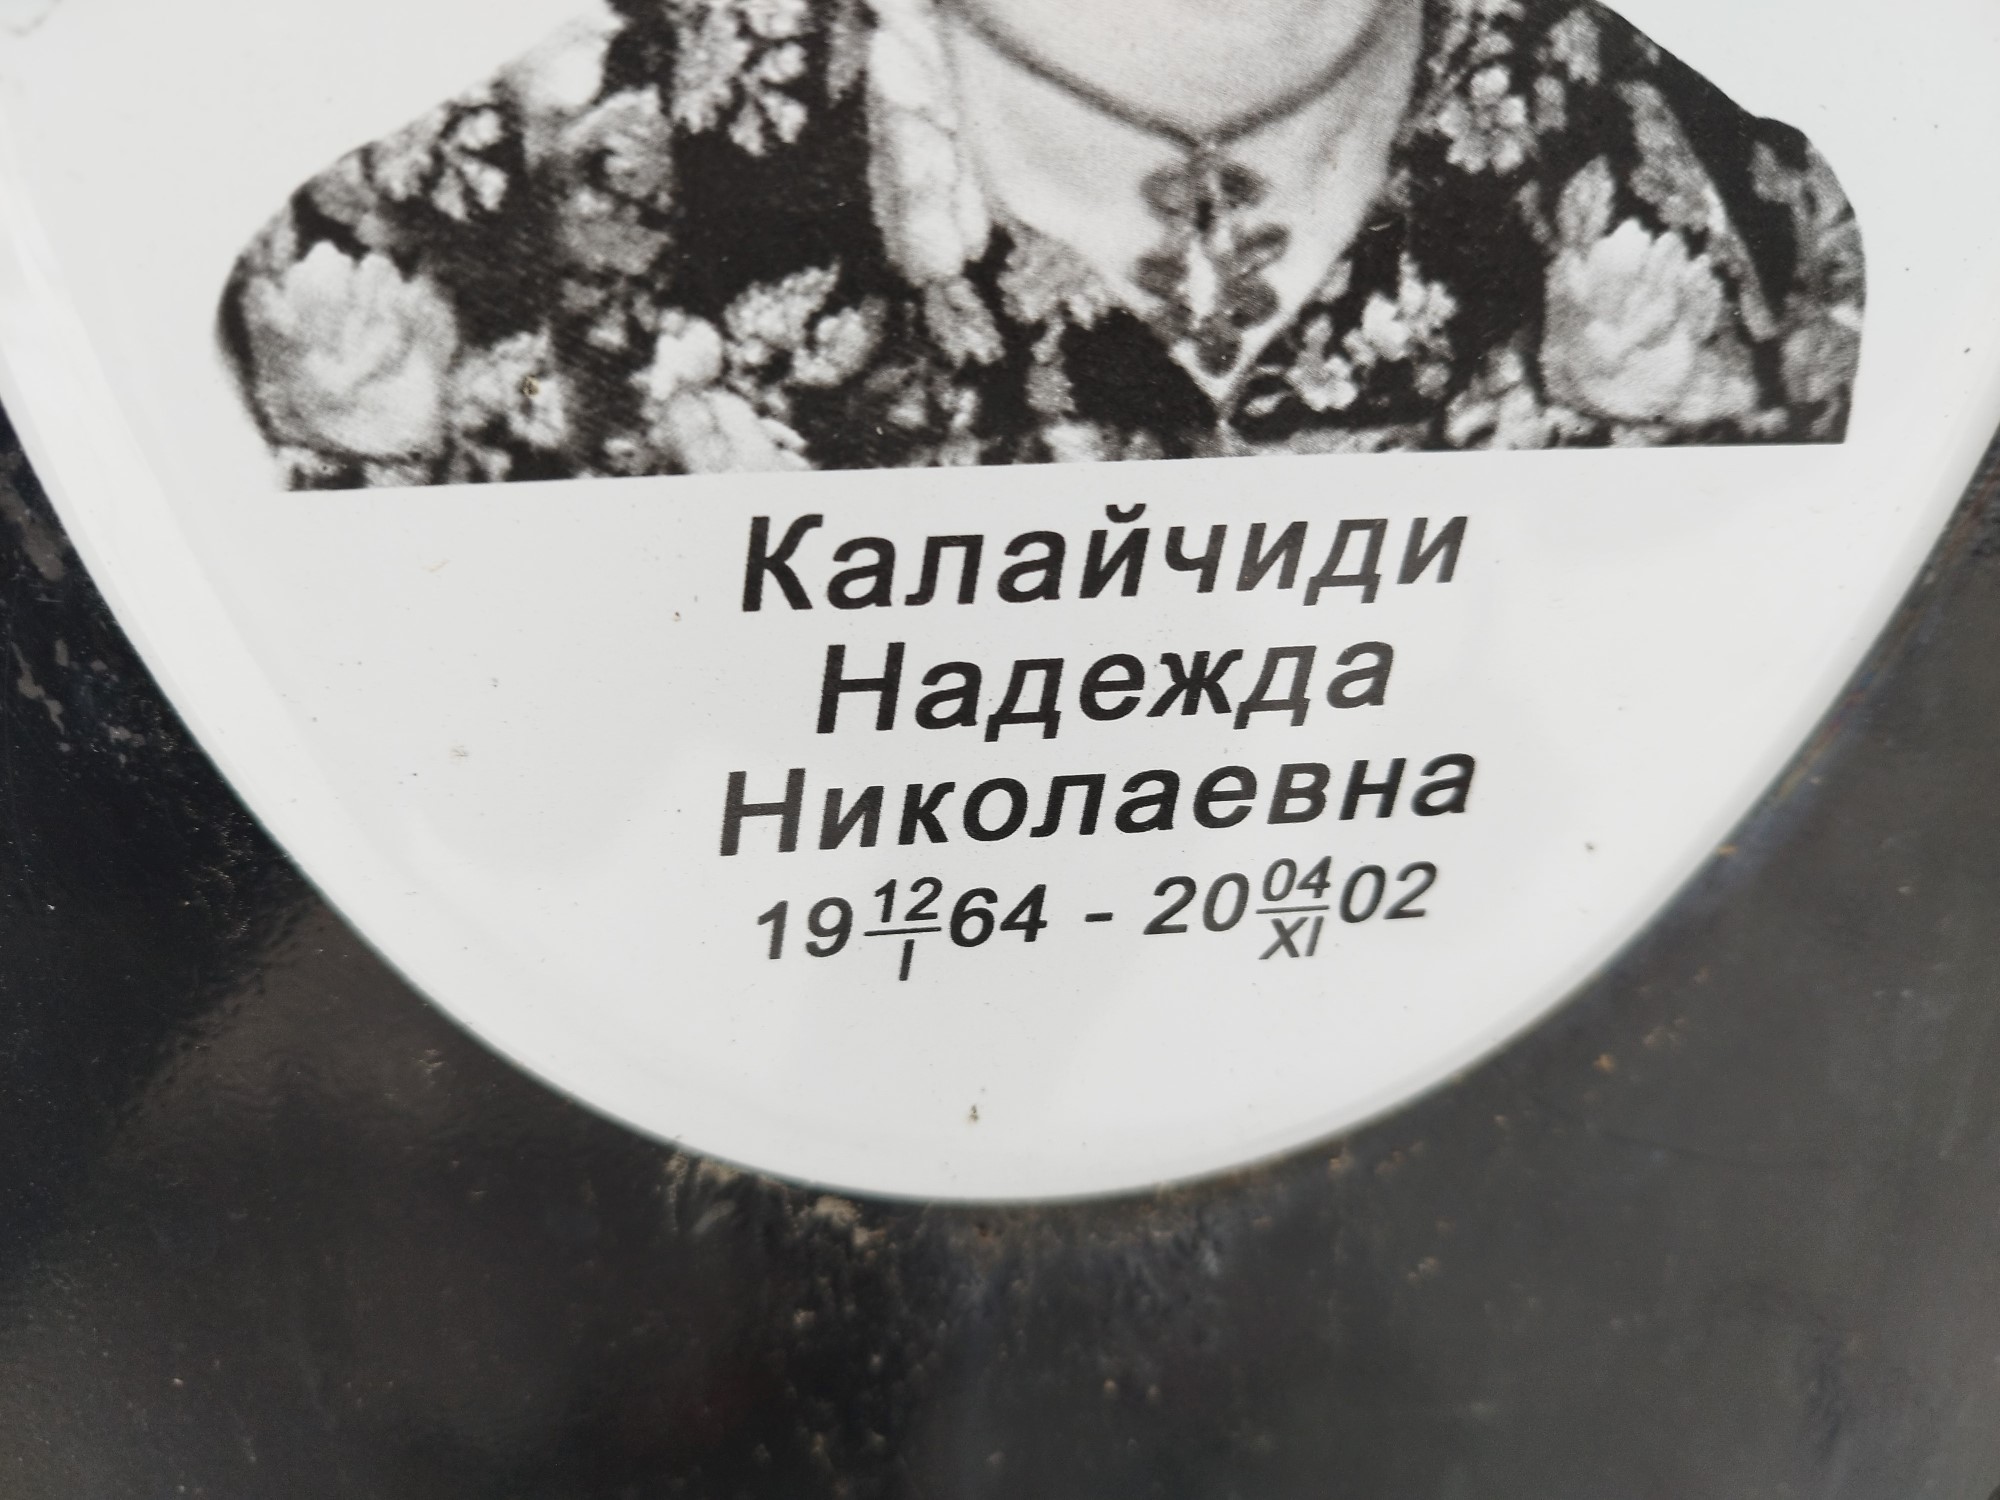 Калайчиди
Надежда
Николаевна
19 12/I 64 - 20 04/XI 02